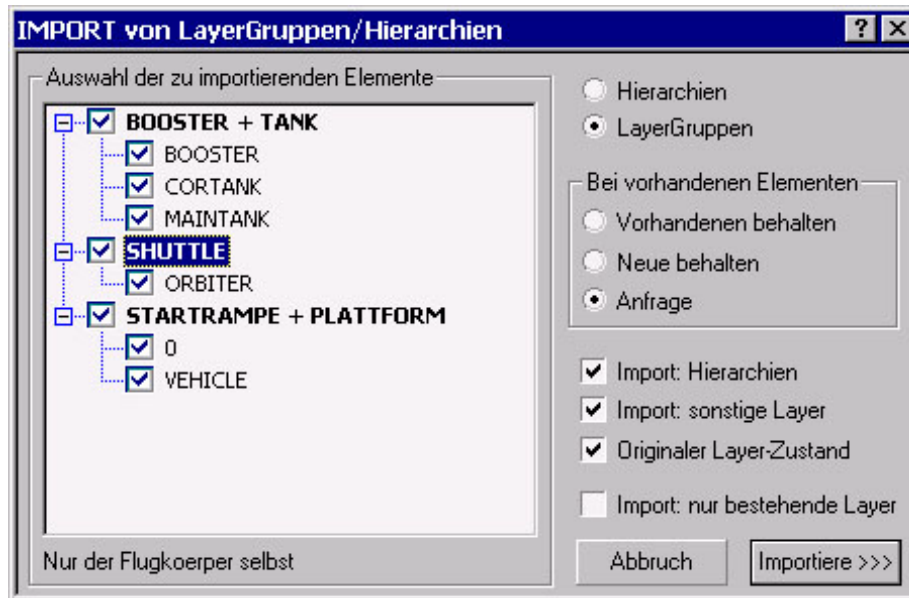 IMPORT von LayerGruppen/Hierarchien
Auswahl der zu importierenden Elemente
BOOSTER + TANK
BOOSTER
CORTANK
MAINTANK
SHUTTLE
ORBITER
STARTRAMPE + PLATTFORM
0
VEHICLE
Nur der Flugkoerper selbst
Hierarchien
LayerGruppen
Bei vorhandenen Elementen
Vorhandenen behalten
Neue behalten
Anfrage
Import: Hierarchien
Import: sonstige Layer
Originaler Layer-Zustand
Import: nur bestehende Layer
Abbruch
Importiere >>>